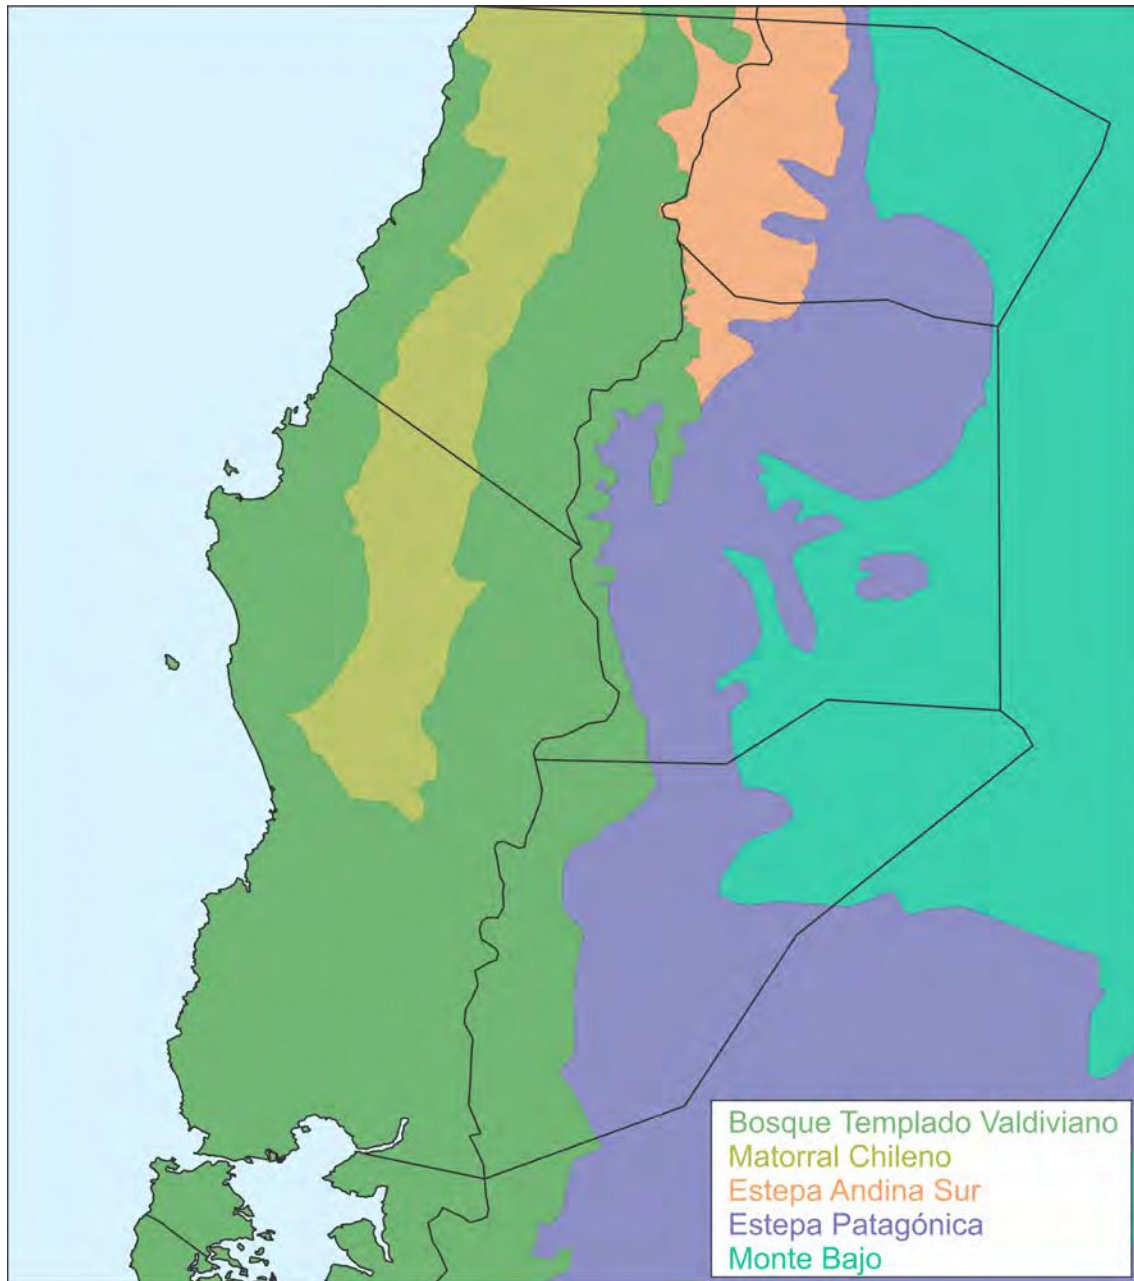 Bosque Templado Valdiviano
Matorral Chileno
Estepa Andina Sur
Estepa Patagónica
Monte Bajo